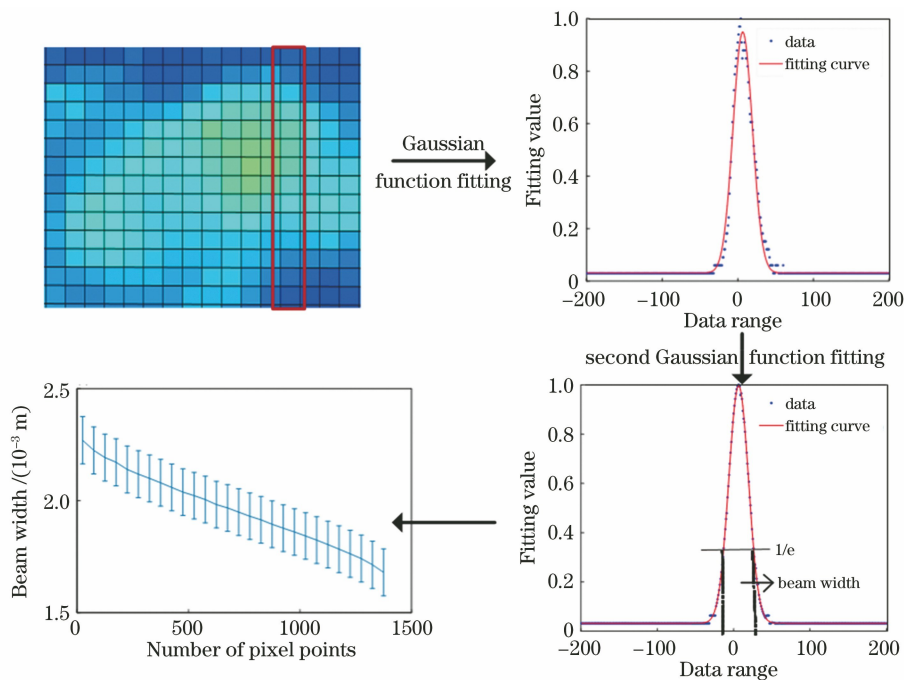 Gaussian
function fitting
1.0
0.8
0.6
0.4
0.2
0
Fitting value
data
fitting curve
−200 −100 0 100 200
Data range
second Gaussian function fitting
2.5
2.0
1.5
Beam width /(10⁻³ m)
0 500 1000 1500
Number of pixel points
1.0
0.8
0.6
0.4
0.2
0
Fitting value
data
fitting curve
1/e
beam width
−200 −100 0 100 200
Data range